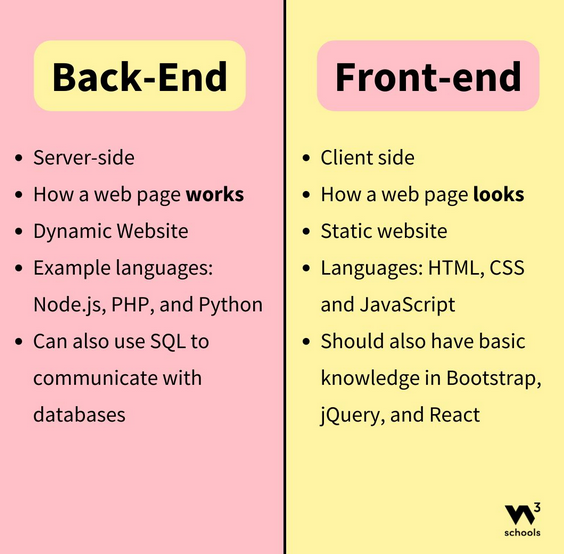 Back-End
• Server-side
• How a web page works
• Dynamic Website
• Example languages:
Node.js, PHP, and Python
• Can also use SQL to
communicate with
databases
Front-end
• Client side
• How a web page looks
• Static website
• Languages: HTML, CSS
and JavaScript
• Should also have basic
knowledge in Bootstrap,
jQuery, and React
W3
schools